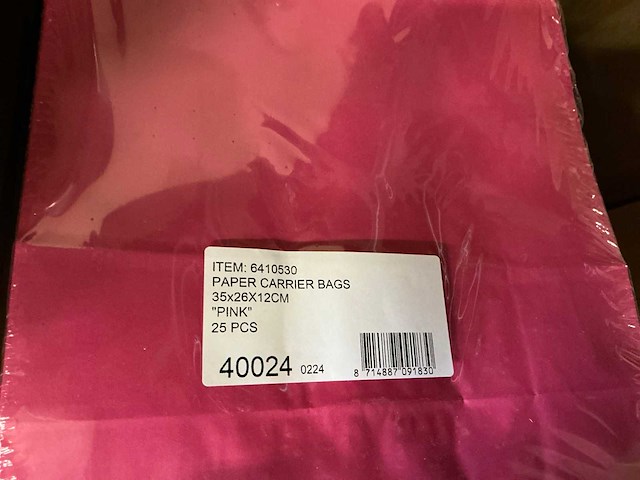 ITEM: 6410530
PAPER CARRIER BAGS
35x26X12CM
"PINK"
25 PCS
40024 0224
8 714887 091830